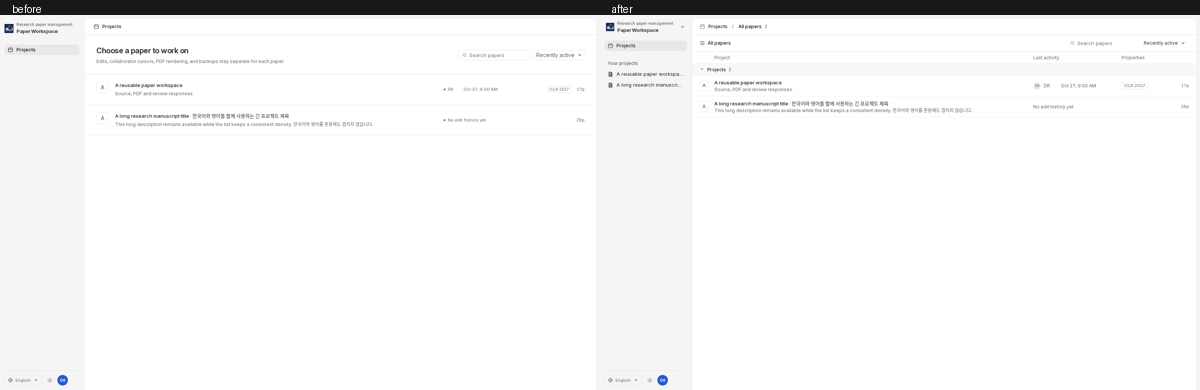 before
Research paper management
Paper Workspace
Projects
Projects
Choose a paper to work on
Edits, collaborator cursors, PDF rendering, and backups stay separate for each paper.
Search papers
Recently active
A
A reusable paper workspace
Source, PDF and review responses.
DR
Oct 27, 9:00 AM
ICLR 2027
17p
A
A long research manuscript title · 한국어와 영어를 함께 사용하는 긴 프로젝트 제목
This long description remains available while the list keeps a consistent density. 한국어와 영어를 혼용해도 겹치지 않습니다.
No edit history yet
26p
English
DR
after
Research paper management
Paper Workspace
Projects
Your projects
A reusable paper workspa...
A long research manuscri...
Projects / All papers 2
All papers
Search papers
Recently active
Project
Last activity
Properties
Projects 2
A
A reusable paper workspace
Source, PDF and review responses.
DR
DR
Oct 27, 9:00 AM
ICLR 2027
17p
A
A long research manuscript title · 한국어와 영어를 함께 사용하는 긴 프로젝트 제목
This long description remains available while the list keeps a consistent density. 한국어와 영어를 혼용해도 겹치지 않습니다.
No edit history yet
26p
English
DR